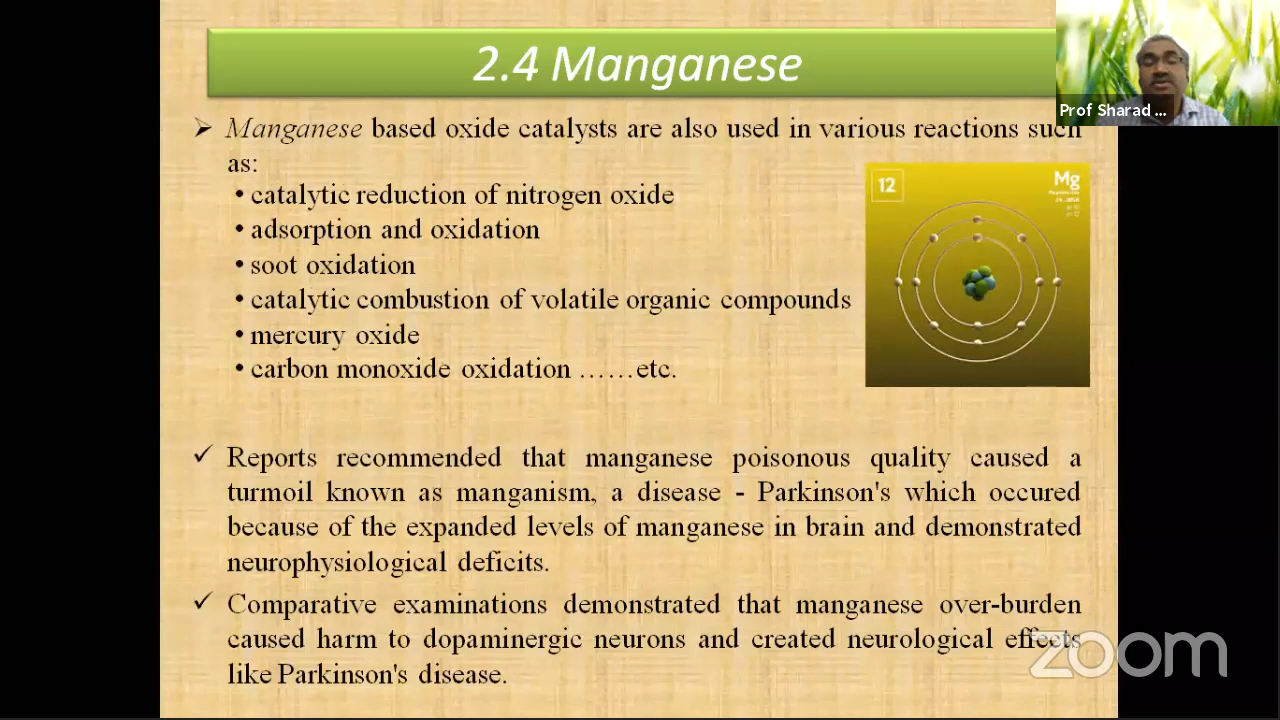 2.4 Manganese
Prof Sharad ...
➢ Manganese based oxide catalysts are also used in various reactions such
as:
• catalytic reduction of nitrogen oxide
• adsorption and oxidation
• soot oxidation
• catalytic combustion of volatile organic compounds
• mercury oxide
• carbon monoxide oxidation ……etc.
12
Mg
Magnesium
✓ Reports recommended that manganese poisonous quality caused a
turmoil known as manganism, a disease - Parkinson's which occured
because of the expanded levels of manganese in brain and demonstrated
neurophysiological deficits.
✓ Comparative examinations demonstrated that manganese over-burden
caused harm to dopaminergic neurons and created neurological effects
like Parkinson's disease.
zoom